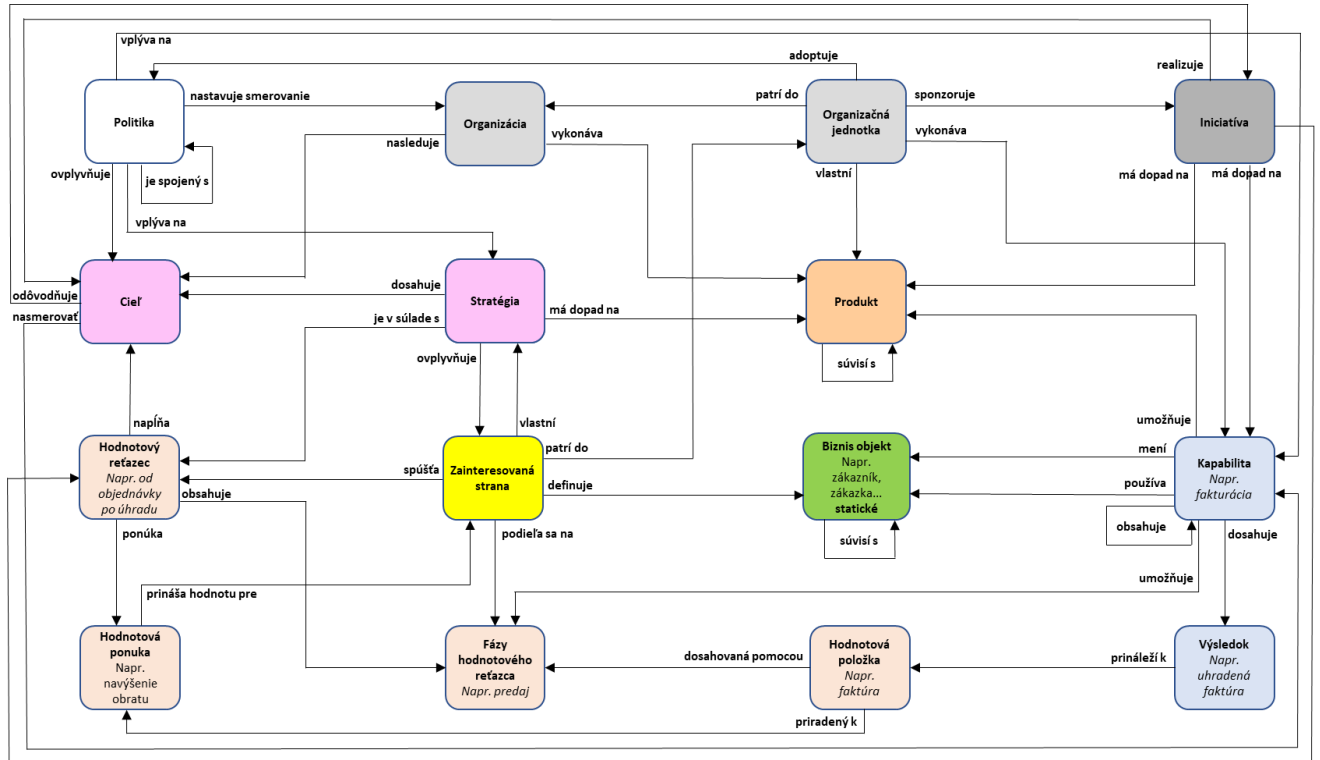 vplýva na
adoptuje
realizuje
Politika
nastavuje smerovanie
Organizácia
patrí do
Organizačná
jednotka
sponzoruje
Iniciatíva
nasleduje
vykonáva
vykonáva
ovplyvňuje
je spojený s
vlastní
má dopad na
má dopad na
vplýva na
odôvodňuje
Cieľ
dosahuje
Stratégia
Produkt
nasmerovať
je v súlade s
má dopad na
ovplyvňuje
súvisí s
napĺňa
vlastní
umožňuje
Hodnotový
reťazec
Napr. od
objednávky
po úhradu
spúšťa
obsahuje
Zainteresovaná
strana
patrí do
definuje
Biznis objekt
Napr.
zákazník,
zákazka...
statické
mení
používa
Kapabilita
Napr.
fakturácia
obsahuje
dosahuje
ponúka
podieľa sa na
súvisí s
prináša hodnotu pre
umožňuje
Hodnotová
ponuka
Napr.
navýšenie
obratu
Fázy
hodnotového
reťazca
Napr. predaj
dosahovaná pomocou
Hodnotová
položka
Napr.
faktúra
prináleží k
Výsledok
Napr.
uhradená
faktúra
priradený k